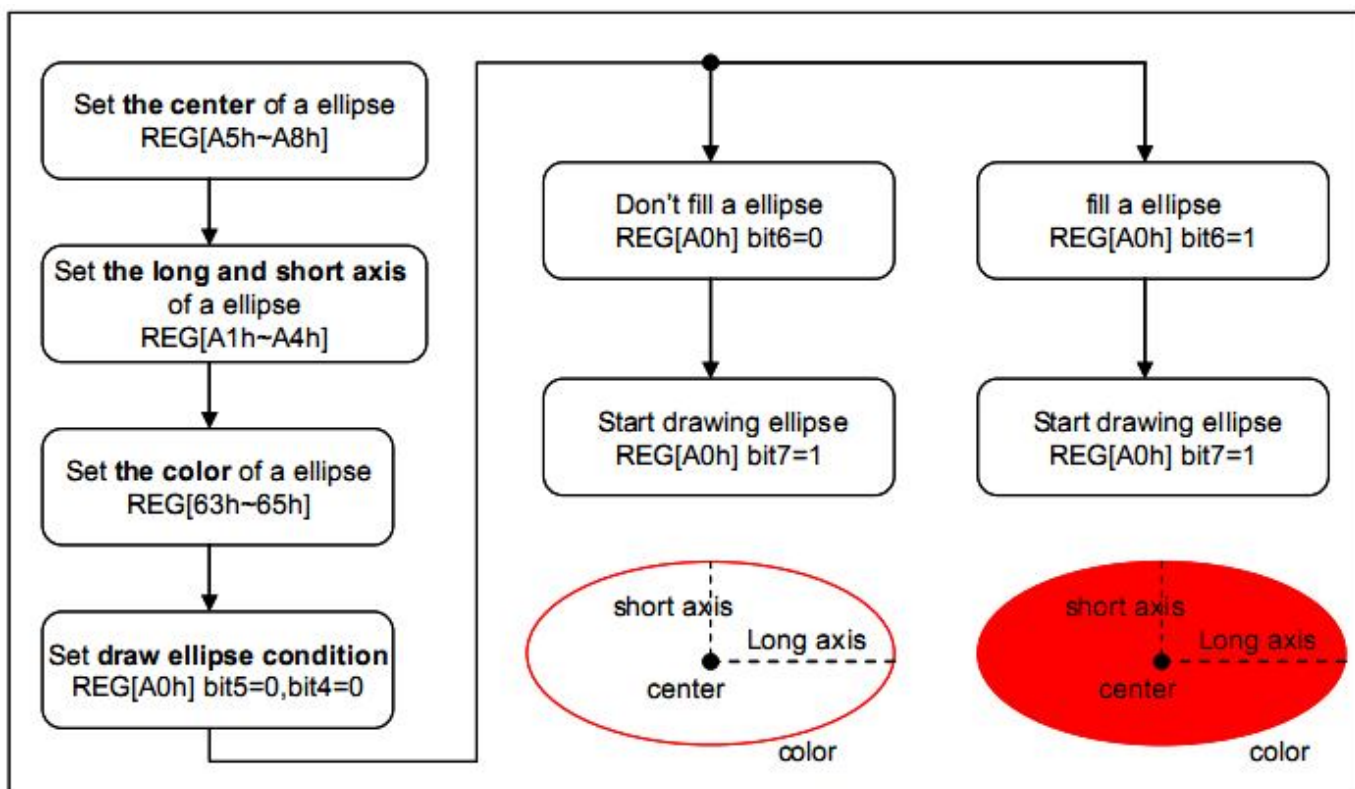 Set the center of a ellipse
REG[A5h~A8h]
Set the long and short axis
of a ellipse
REG[A1h~A4h]
Set the color of a ellipse
REG[63h~65h]
Set draw ellipse condition
REG[A0h] bit5=0,bit4=0
Don't fill a ellipse
REG[A0h] bit6=0
Start drawing ellipse
REG[A0h] bit7=1
fill a ellipse
REG[A0h] bit6=1
Start drawing ellipse
REG[A0h] bit7=1
short axis
Long axis
center
color
short axis
Long axis
center
color